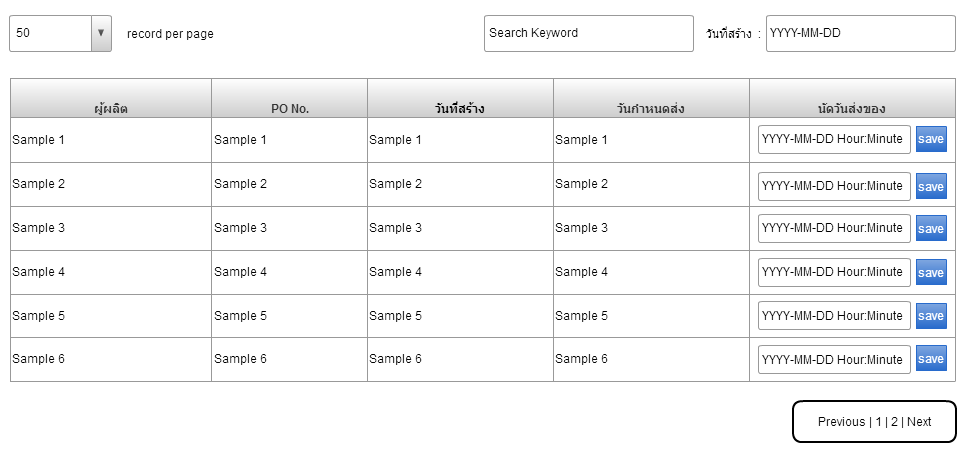 50 ▼ record per page Search Keyword วันที่สร้าง : YYYY-MM-DD
ผู้ผลิต PO No. วันที่สร้าง วันกำหนดส่ง นัดวันส่งของ
Sample 1 Sample 1 Sample 1 Sample 1 YYYY-MM-DD Hour:Minute save
Sample 2 Sample 2 Sample 2 Sample 2 YYYY-MM-DD Hour:Minute save
Sample 3 Sample 3 Sample 3 Sample 3 YYYY-MM-DD Hour:Minute save
Sample 4 Sample 4 Sample 4 Sample 4 YYYY-MM-DD Hour:Minute save
Sample 5 Sample 5 Sample 5 Sample 5 YYYY-MM-DD Hour:Minute save
Sample 6 Sample 6 Sample 6 Sample 6 YYYY-MM-DD Hour:Minute save
Previous | 1 | 2 | Next